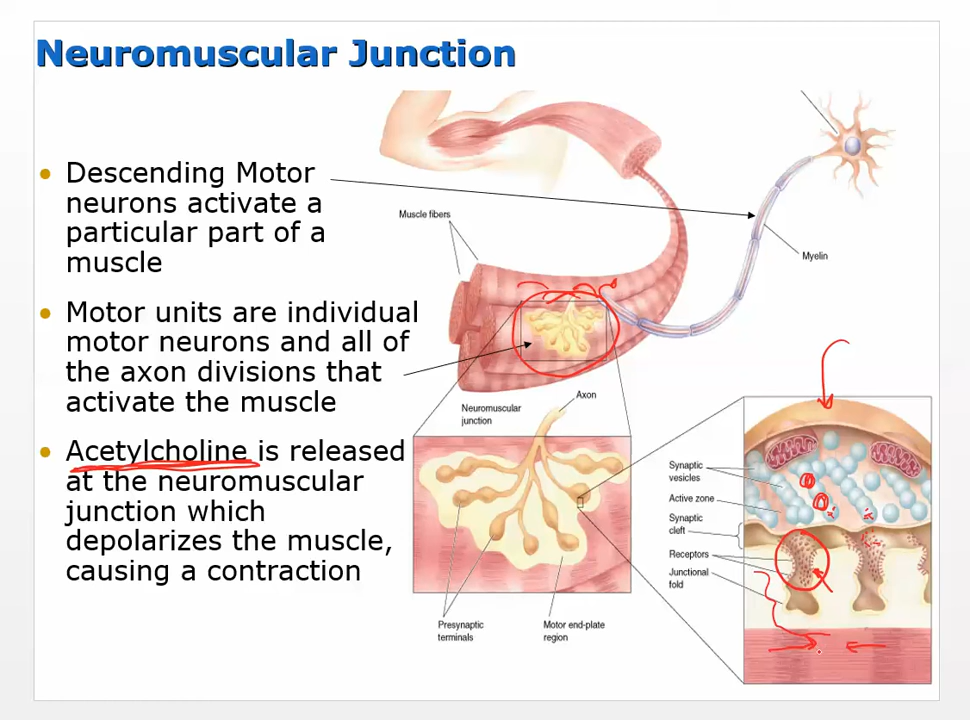 Neuromuscular Junction
Descending Motor
neurons activate a
particular part of a
muscle
Motor units are individual
motor neurons and all of
the axon divisions that
activate the muscle
Acetylcholine is released
at the neuromuscular
junction which
depolarizes the muscle,
causing a contraction
Muscle fibers
Myelin
Neuromuscular
junction
Axon
Presynaptic
terminals
Motor end-plate
region
Synaptic
vesicles
Active zone
Synaptic
cleft
Receptors
Junctional
fold